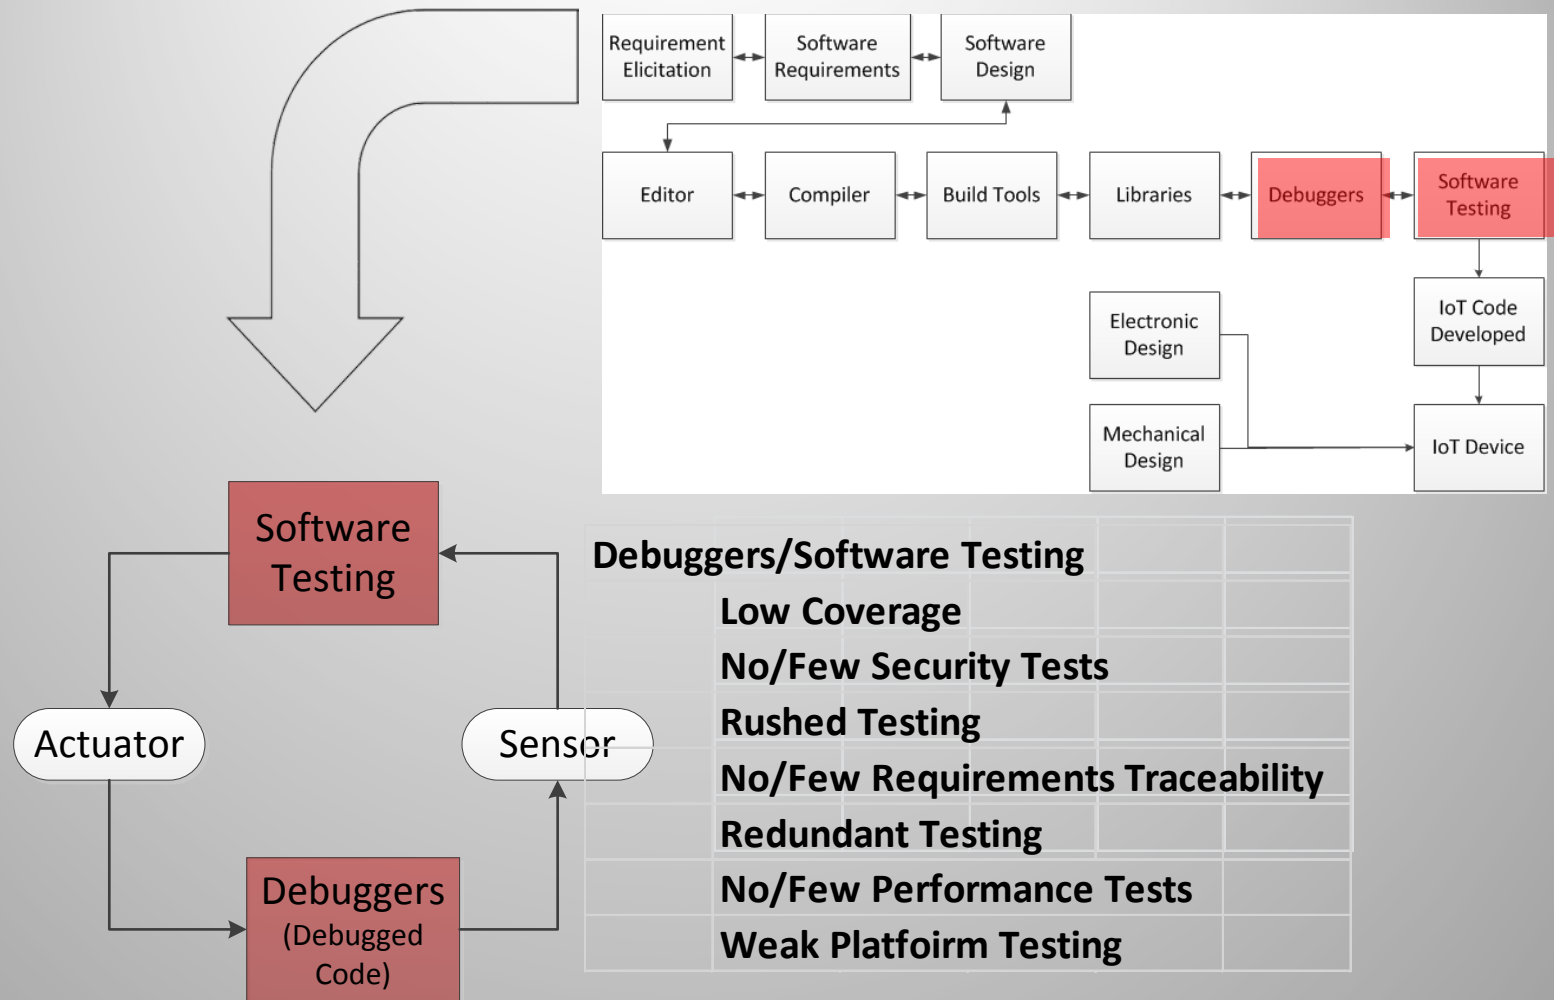 Requirement
Elicitation
Software
Requirements
Software
Design
Editor
Compiler
Build Tools
Libraries
Debuggers
Software
Testing
Electronic
Design
IoT Code
Developed
Mechanical
Design
IoT Device
Software
Testing
Actuator
Sensor
Debuggers
(Debugged
Code)
Debuggers/Software Testing
Low Coverage
No/Few Security Tests
Rushed Testing
No/Few Requirements Traceability
Redundant Testing
No/Few Performance Tests
Weak Platfoirm Testing